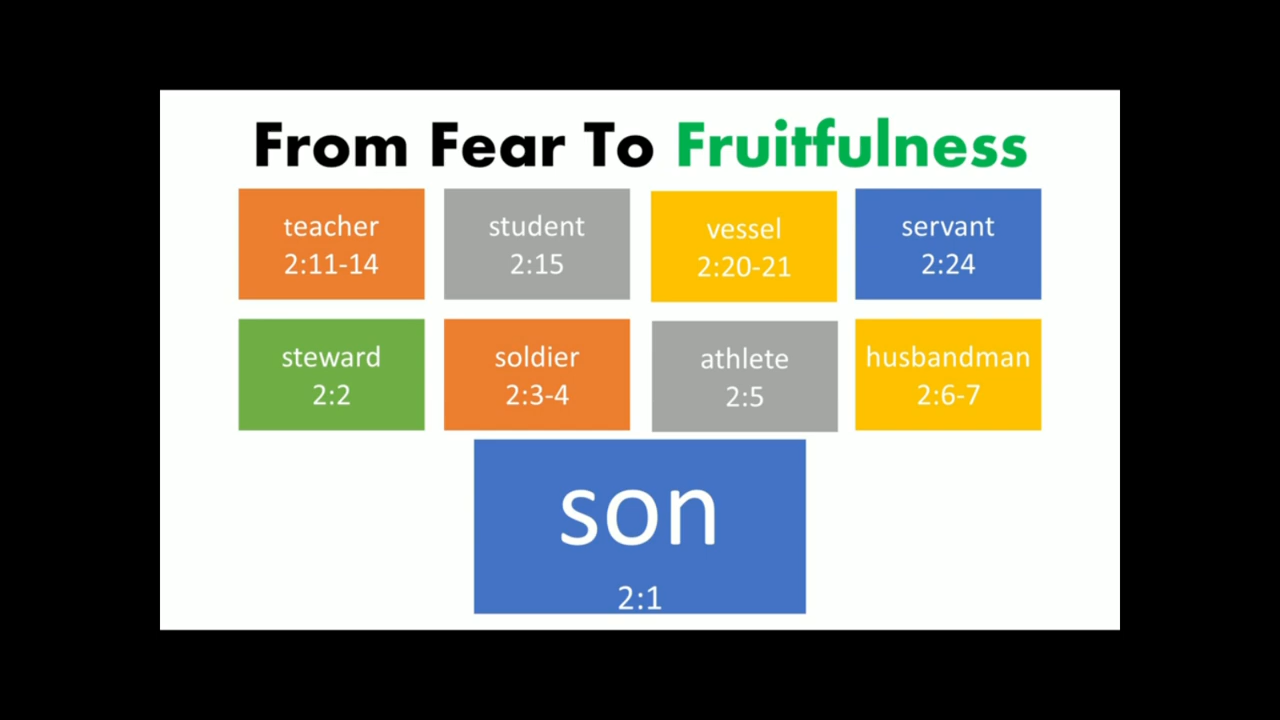 From Fear To Fruitfulness
teacher
2:11-14
student
2:15
vessel
2:20-21
servant
2:24
steward
2:2
soldier
2:3-4
athlete
2:5
husbandman
2:6-7
son
2:1